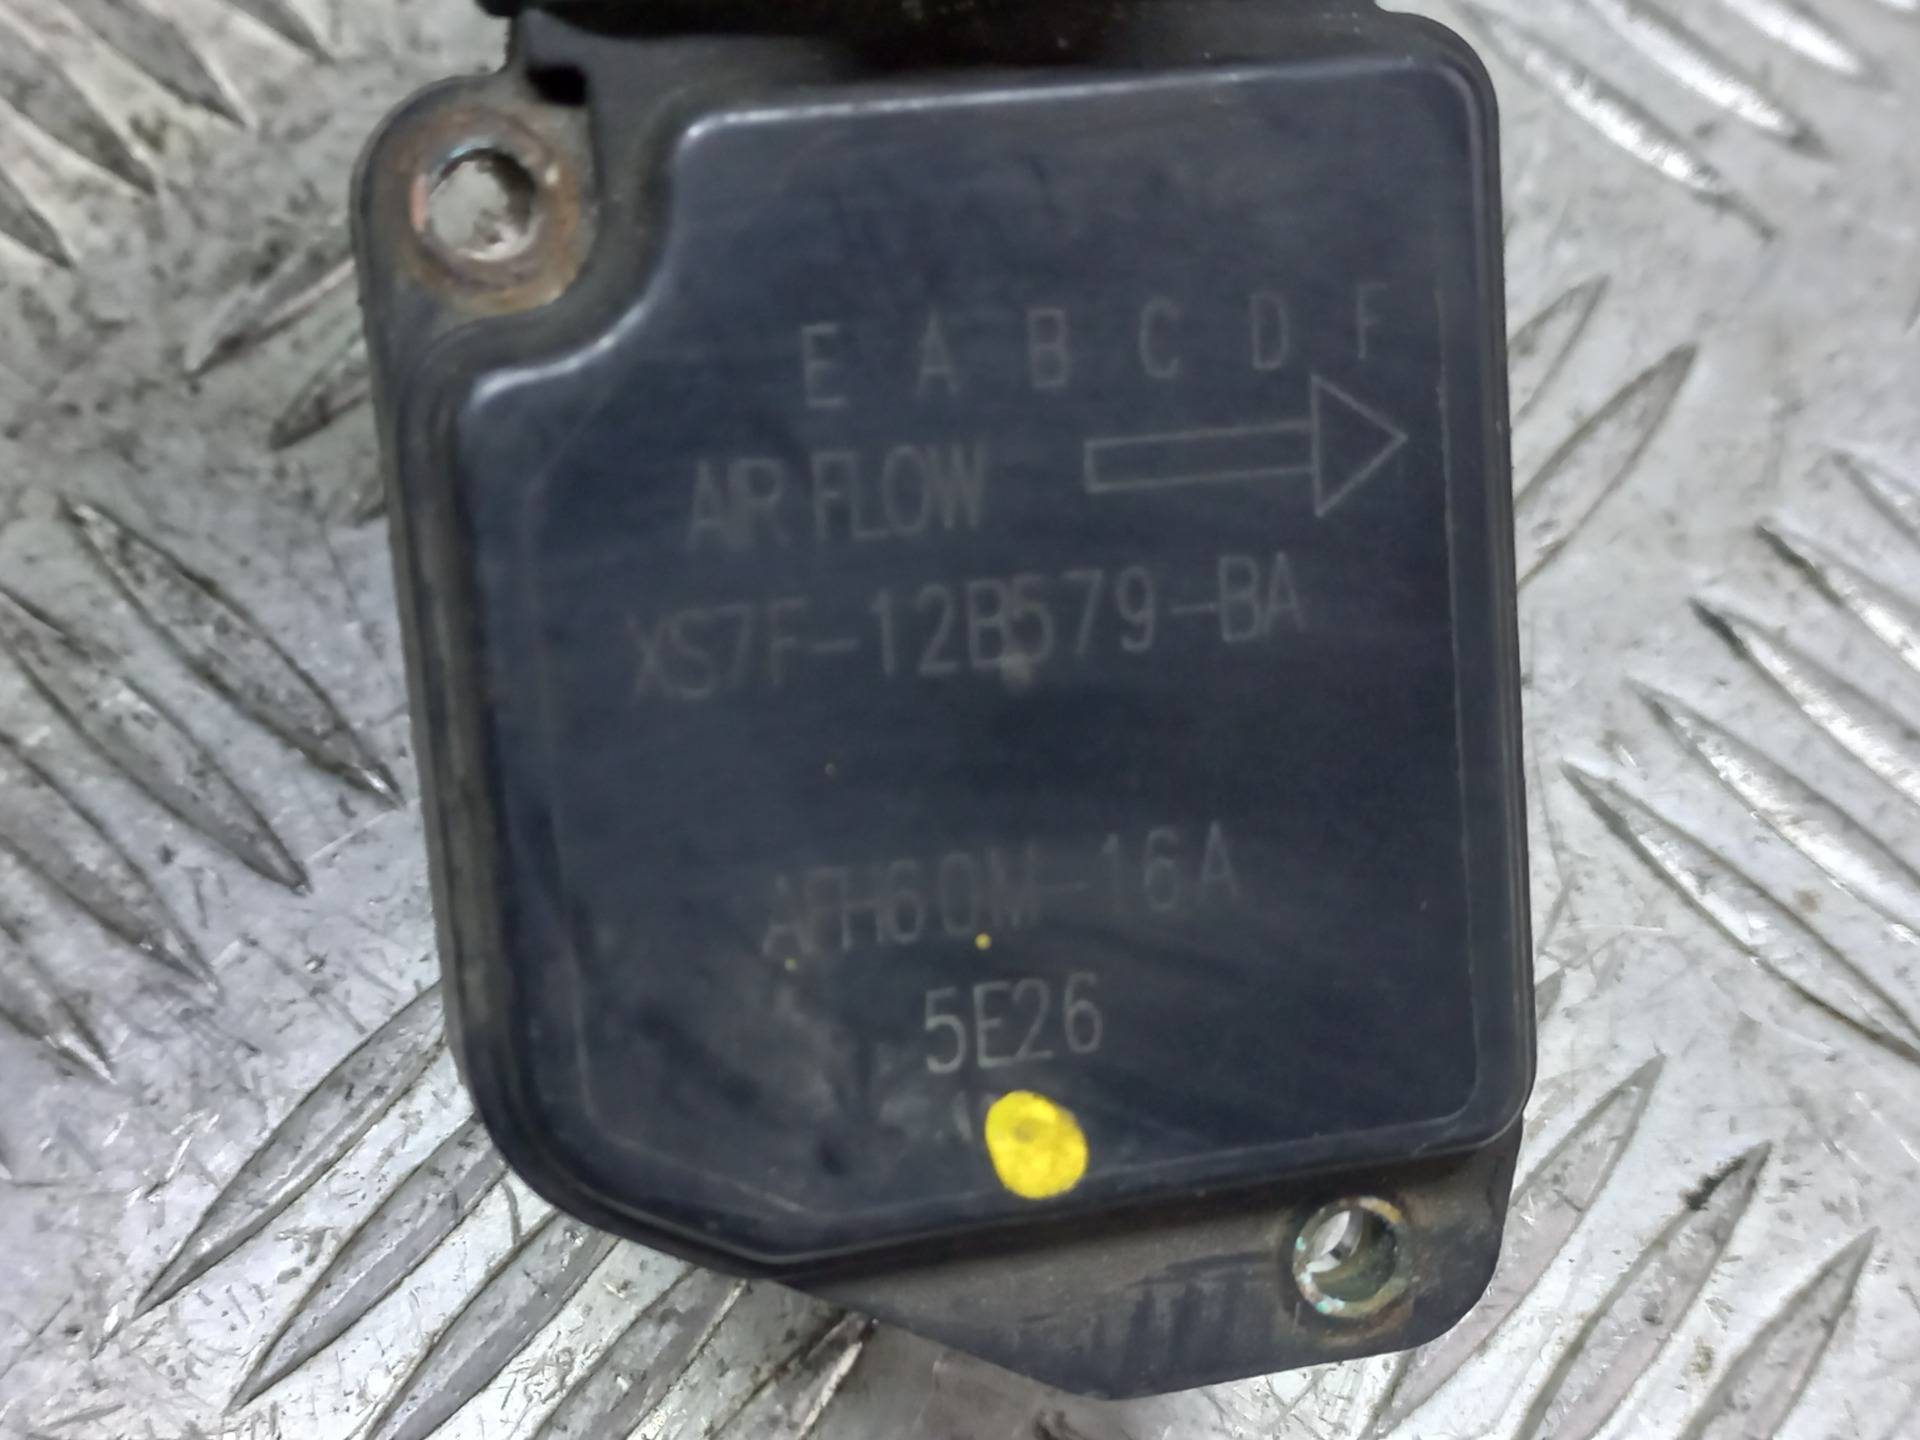 E A B C D F
AIR FLOW
XS7F-12B579-BA
AFH60M-16A
5E26